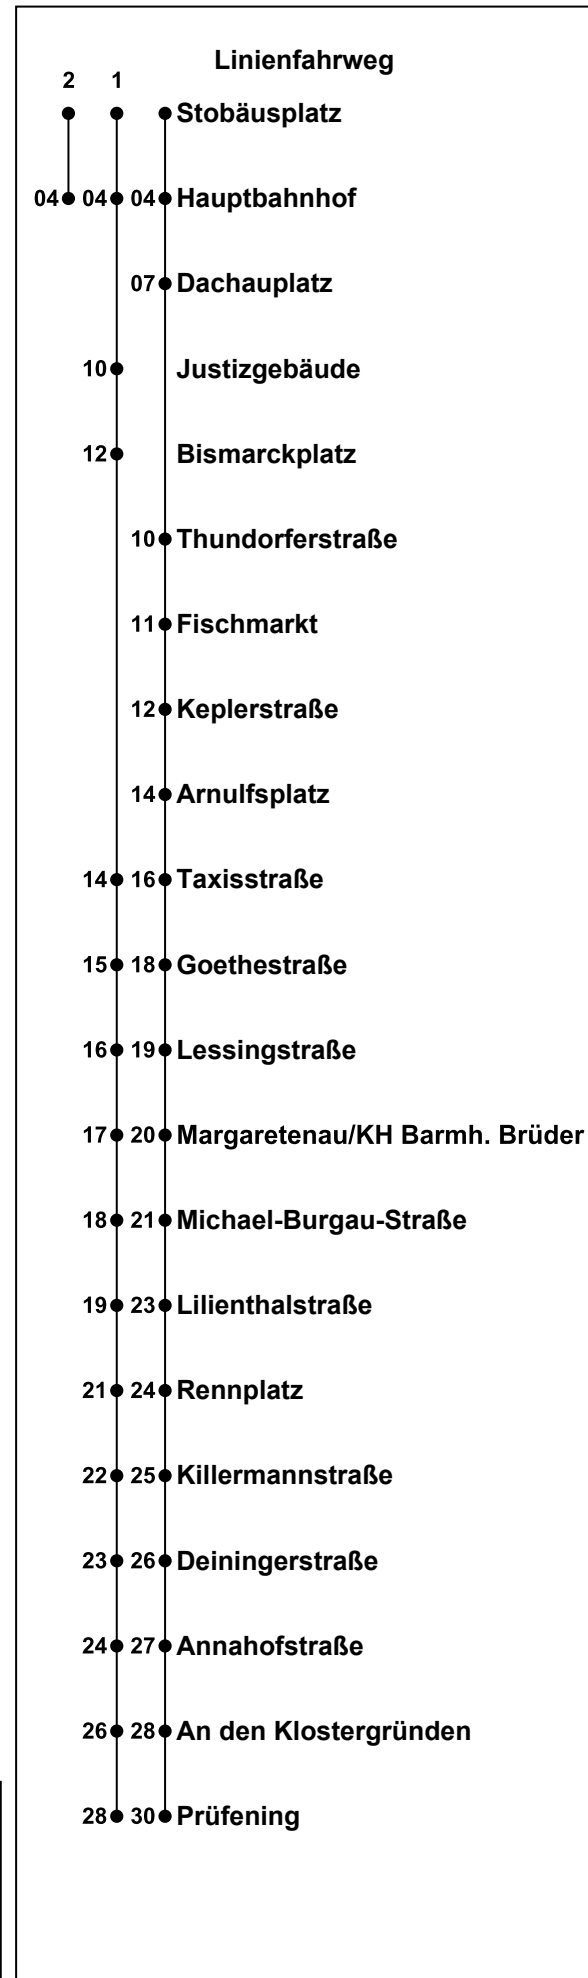 Linienfahrweg
2 1
Stobäusplatz
04 04 04 Hauptbahnhof
07 Dachauplatz
10 Justizgebäude
12 Bismarckplatz
10 Thundorferstraße
11 Fischmarkt
12 Keplerstraße
14 Arnulfsplatz
14 16 Taxisstraße
15 18 Goethestraße
16 19 Lessingstraße
17 20 Margaretenau/KH Barmh. Brüder
18 21 Michael-Burgau-Straße
19 23 Lilienthalstraße
21 24 Rennplatz
22 25 Killermannstraße
23 26 Deiningerstraße
24 27 Annahofstraße
26 28 An den Klostergründen
28 30 Prüfening